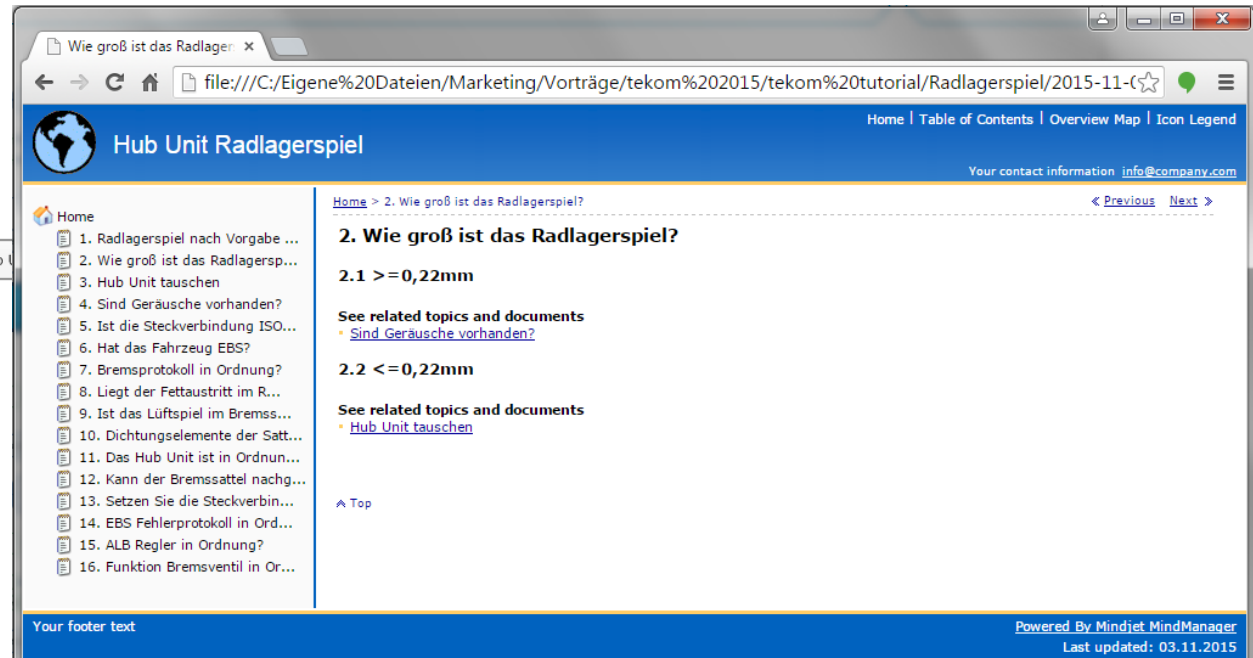 Wie groß ist das Radlager
file:///C:/Eigene%20Dateien/Marketing/Vorträge/tekom%202015/tekom%20tutorial/Radlagerspiel/2015-11-
Home | Table of Contents | Overview Map | Icon Legend
Hub Unit Radlagerspiel
Your contact information info@company.com
Home > 2. Wie groß ist das Radlagerspiel?
« Previous Next »
Home
1. Radlagerspiel nach Vorgabe ...
2. Wie groß ist das Radlagersp...
3. Hub Unit tauschen
4. Sind Geräusche vorhanden?
5. Ist die Steckverbindung ISO...
6. Hat das Fahrzeug EBS?
7. Bremsprotokoll in Ordnung?
8. Liegt der Fettaustritt im R...
9. Ist das Lüftspiel im Bremss...
10. Dichtungselemente der Satt...
11. Das Hub Unit ist in Ordnun...
12. Kann der Bremssattel nachg...
13. Setzen Sie die Steckverbin...
14. EBS Fehlerprotokoll in Ord...
15. ALB Regler in Ordnung?
16. Funktion Bremsventil in Or...
2. Wie groß ist das Radlagerspiel?
2.1 >=0,22mm
See related topics and documents
Sind Geräusche vorhanden?
2.2 <=0,22mm
See related topics and documents
Hub Unit tauschen
Top
Your footer text
Powered By Mindjet MindManager
Last updated: 03.11.2015